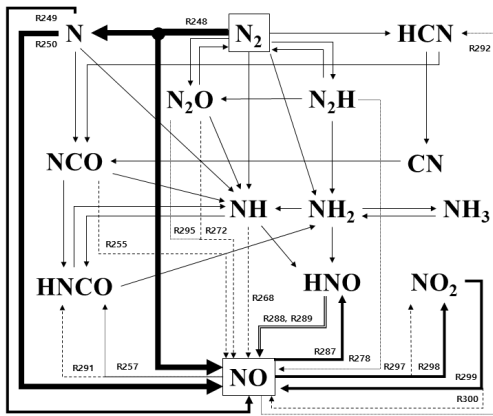 R249
R248
N
N2
HCN
R250
R292
N2O
N2H
NCO
CN
NH
NH2
NH3
R295
R272
R255
HNCO
HNO
NO2
R268
R288, R289
R287
R278
R297
R298
R299
R291
R257
NO
R300